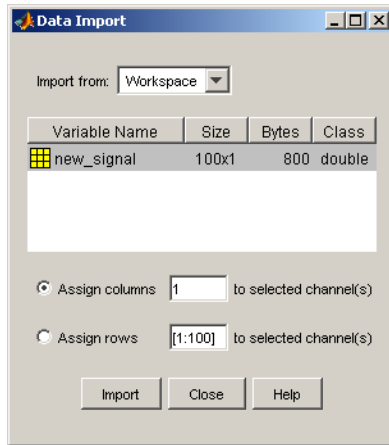 Data Import
Import from: Workspace
Variable Name Size Bytes Class
new_signal 100x1 800 double
Assign columns 1 to selected channel(s)
Assign rows [1:100] to selected channel(s)
Import Close Help